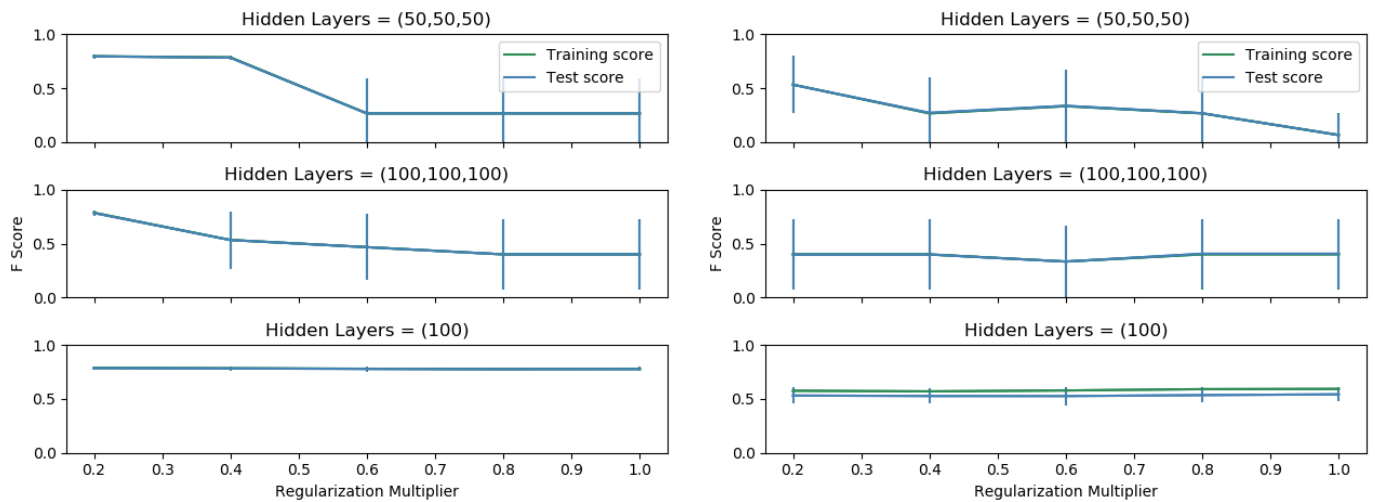 Hidden Layers = (50,50,50)
1.0
0.5
0.0
Training score
Test score
Hidden Layers = (100,100,100)
1.0
0.5
0.0
F Score
Hidden Layers = (100)
1.0
0.5
0.0
0.2 0.3 0.4 0.5 0.6 0.7 0.8 0.9 1.0
Regularization Multiplier
Hidden Layers = (50,50,50)
1.0
0.5
0.0
Training score
Test score
Hidden Layers = (100,100,100)
1.0
0.5
0.0
F Score
Hidden Layers = (100)
1.0
0.5
0.0
0.2 0.3 0.4 0.5 0.6 0.7 0.8 0.9 1.0
Regularization Multiplier